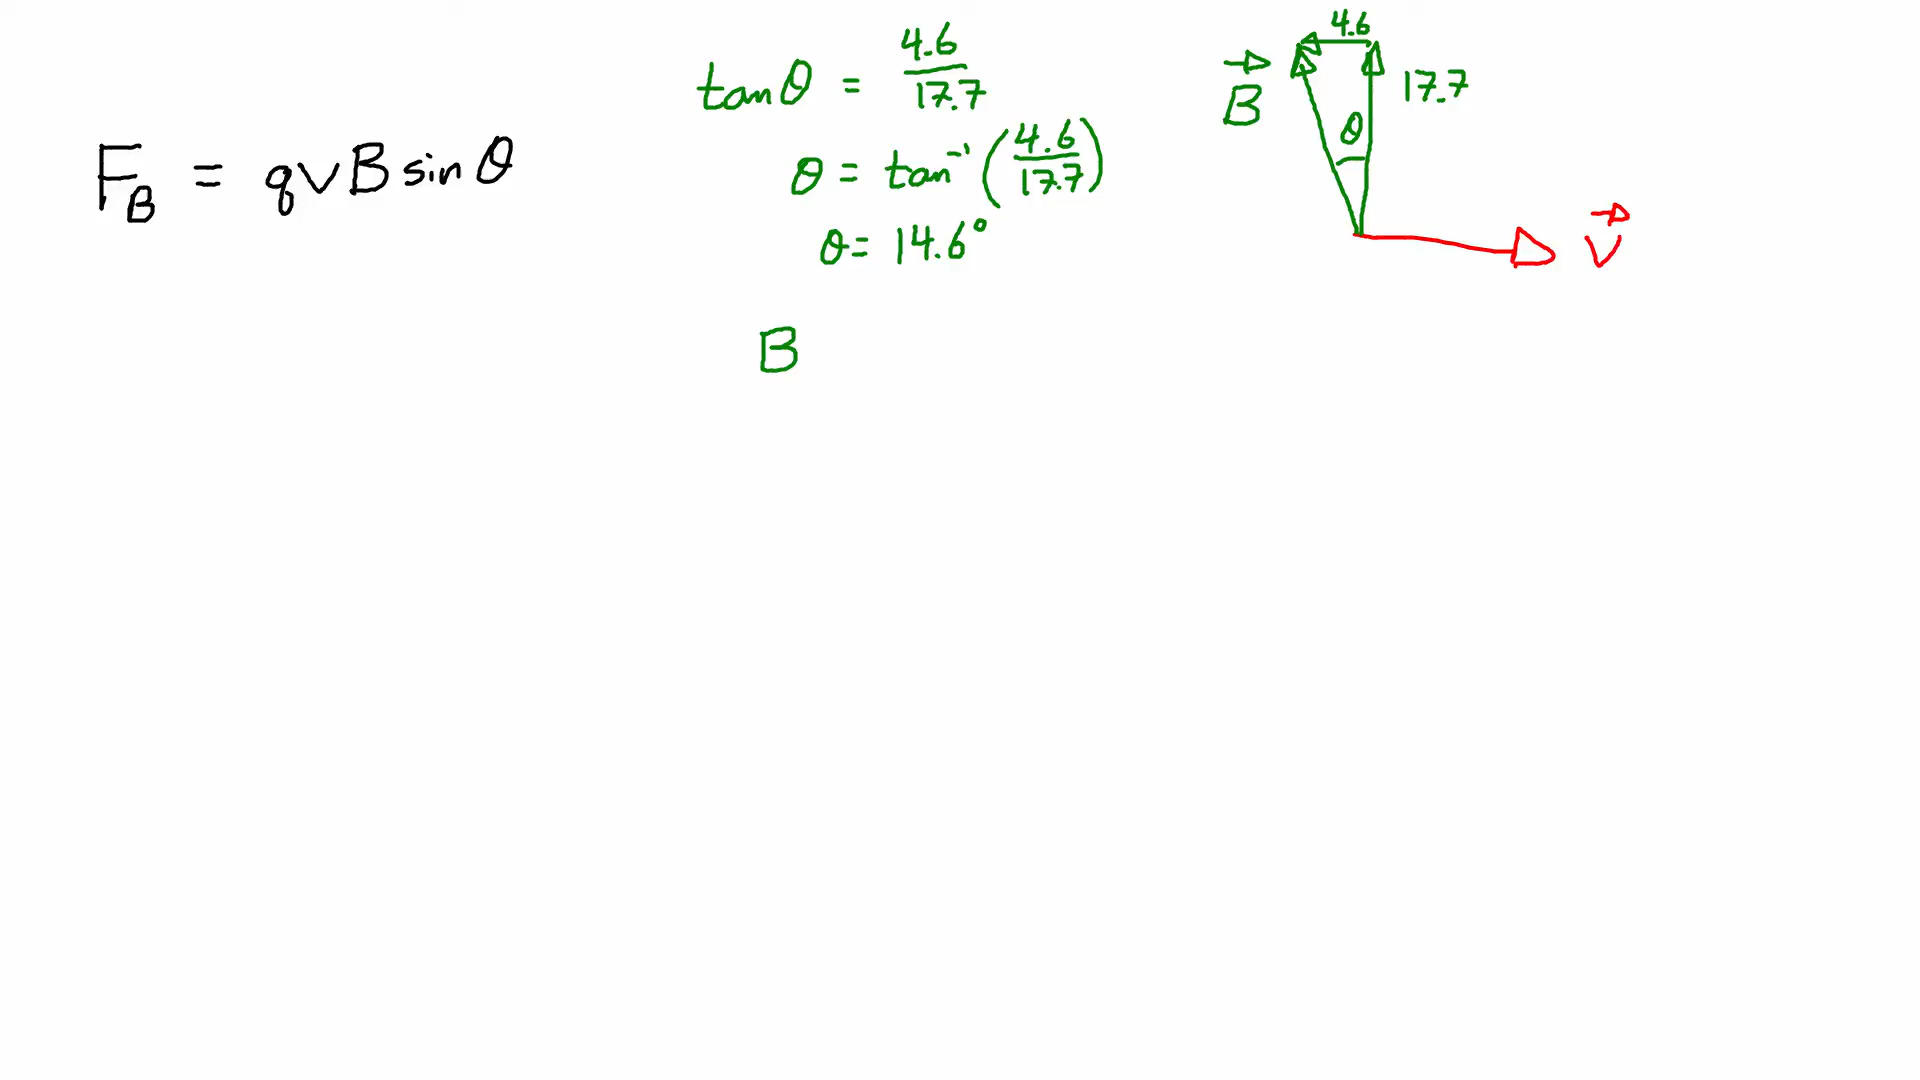 F_B = qvB sin θ
tan θ = 4.6/17.7
θ = tan⁻¹(4.6/17.7)
θ = 14.6°
B
4.6
B⃗
17.7
θ
v⃗